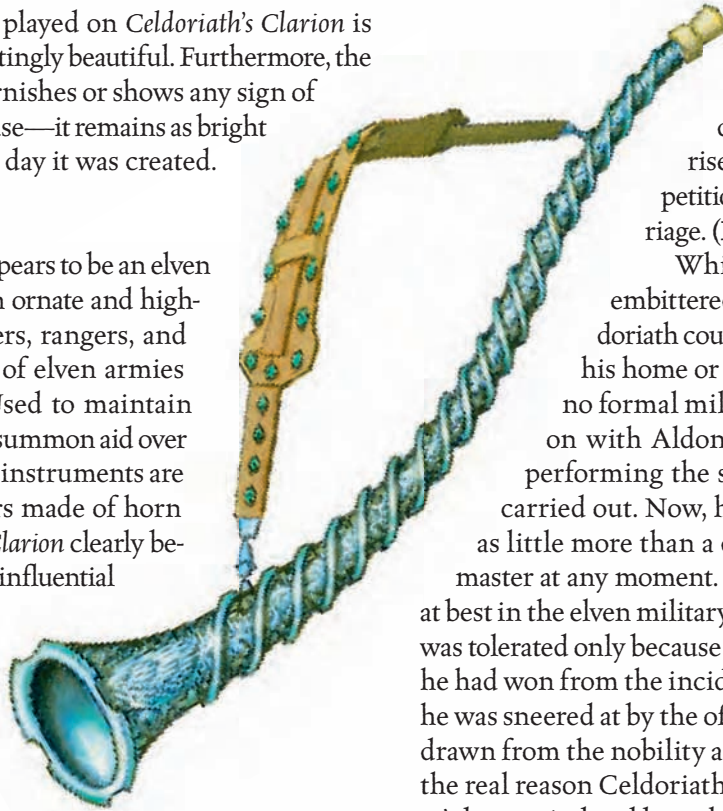 played on Celdoriath's Clarion is
tingly beautiful. Furthermore, the
rnishes or shows any sign of
se—it remains as bright
day it was created.
pears to be an elven
n ornate and high-
ers, rangers, and
of elven armies
sed to maintain
summon aid over
instruments are
rs made of horn
larion clearly be-
influential
rise
petitio
riage. (
Whi
embittered
doriath cou
his home or
no formal mil
on with Aldon
performing the s
carried out. Now, h
as little more than a
master at any moment.
at best in the elven military
was tolerated only because
he had won from the incid
he was sneered at by the of
drawn from the nobility a
the real reason Celdoriath